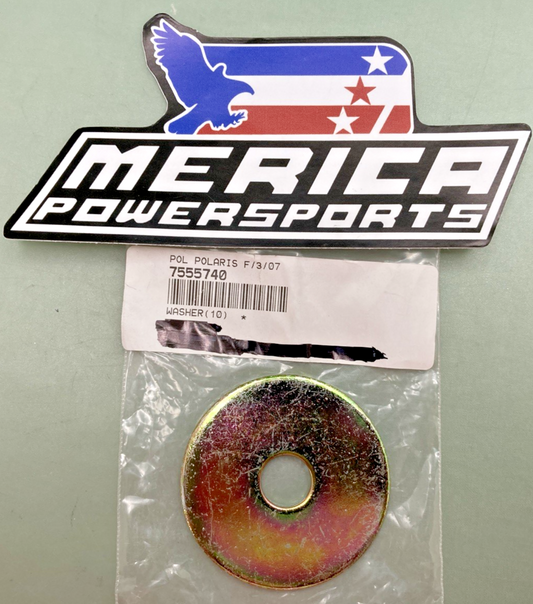 MERICA
POWERSPORTS
POL POLARIS F/3/07
7555740
WASHER(10) *